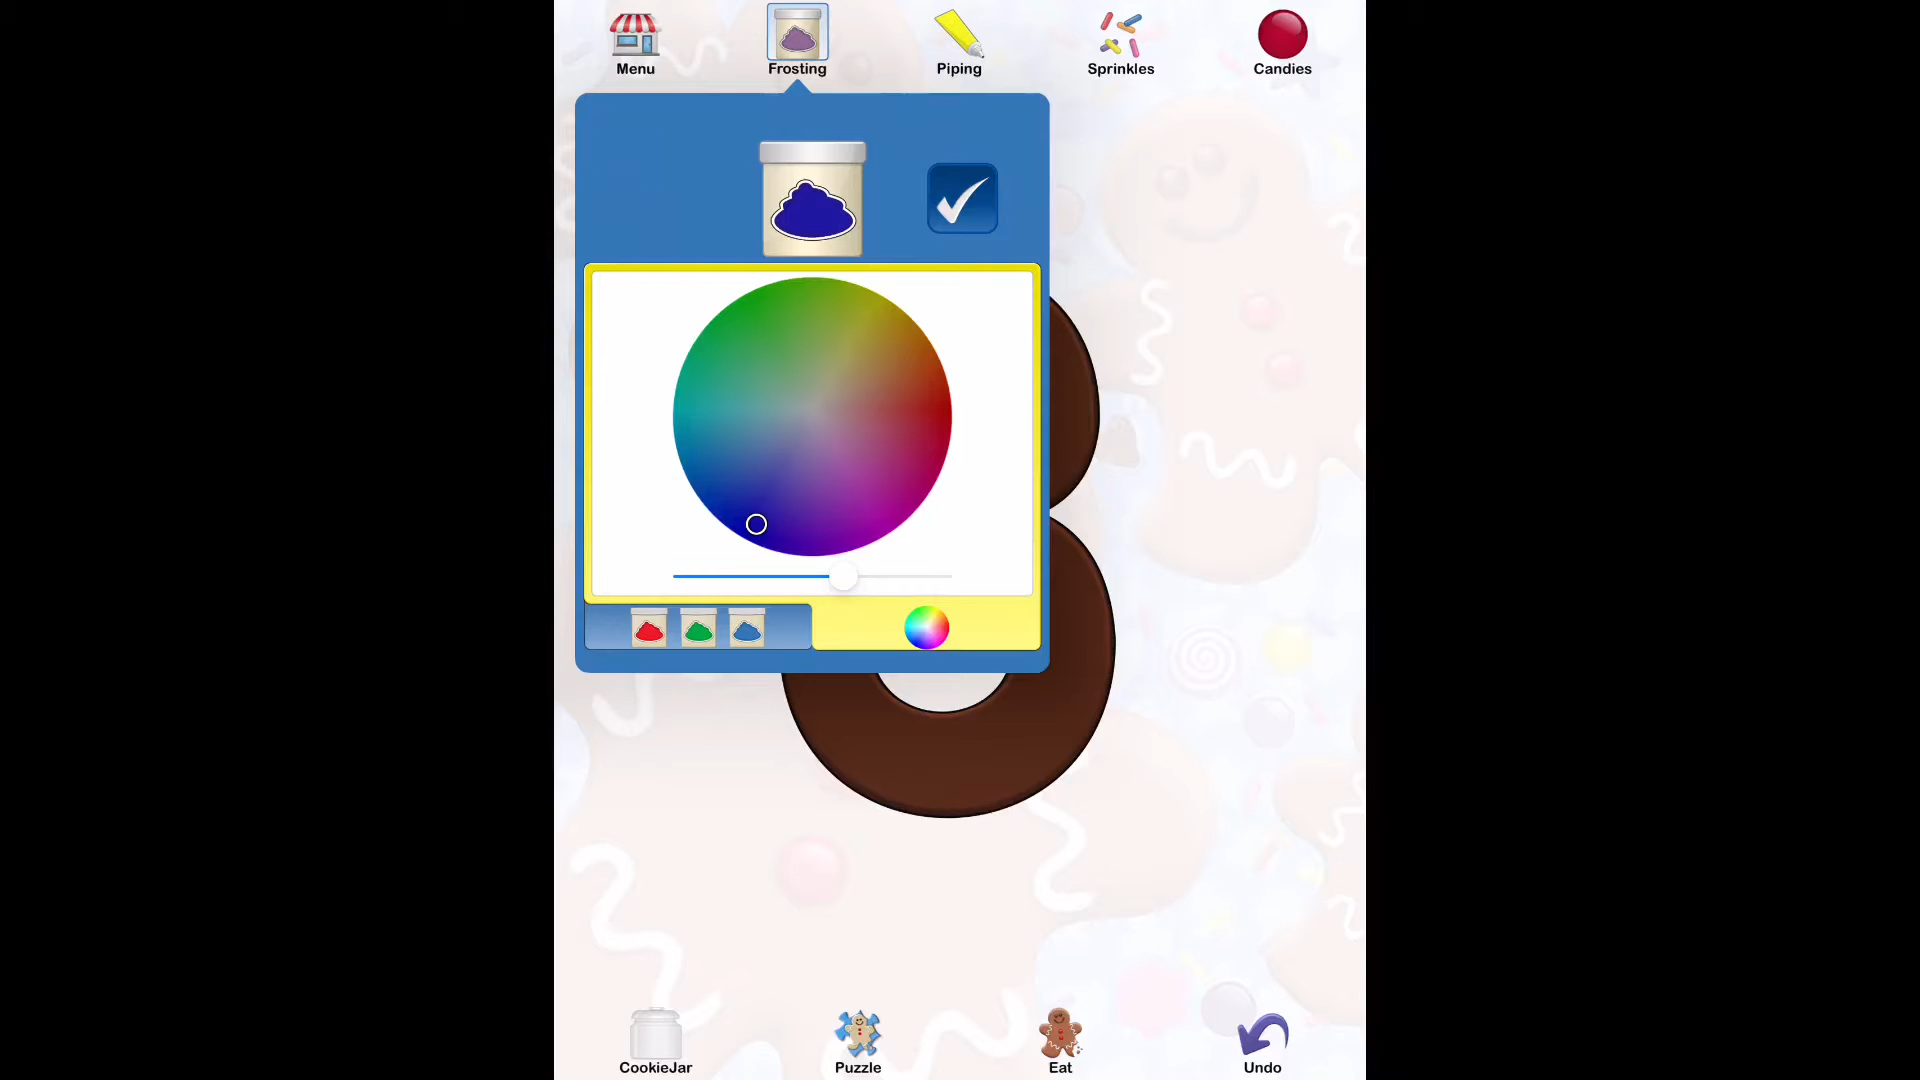 Menu
Frosting
Piping
Sprinkles
Candies
CookieJar
Puzzle
Eat
Undo